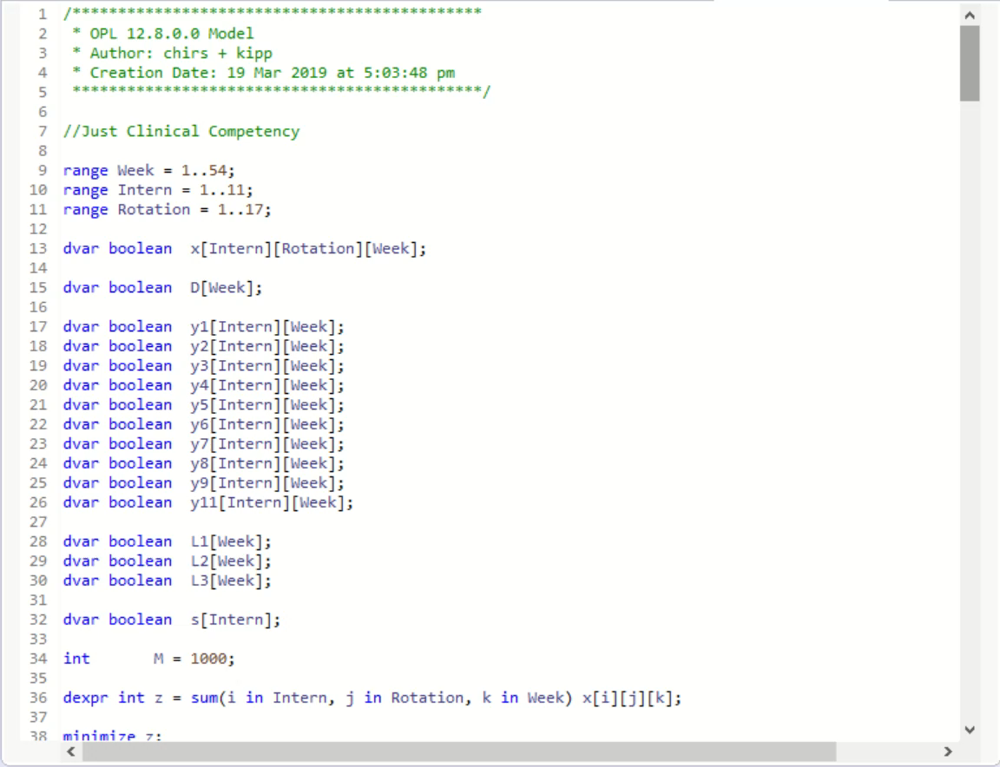 1 /*********************************************
2 * OPL 12.8.0.0 Model
3 * Author: chirs + kipp
4 * Creation Date: 19 Mar 2019 at 5:03:48 pm
5 *********************************************/
6
7 //Just Clinical Competency
8
9 range Week = 1..54;
10 range Intern = 1..11;
11 range Rotation = 1..17;
12
13 dvar boolean  x[Intern][Rotation][Week];
14
15 dvar boolean  D[Week];
16
17 dvar boolean  y1[Intern][Week];
18 dvar boolean  y2[Intern][Week];
19 dvar boolean  y3[Intern][Week];
20 dvar boolean  y4[Intern][Week];
21 dvar boolean  y5[Intern][Week];
22 dvar boolean  y6[Intern][Week];
23 dvar boolean  y7[Intern][Week];
24 dvar boolean  y8[Intern][Week];
25 dvar boolean  y9[Intern][Week];
26 dvar boolean  y11[Intern][Week];
27
28 dvar boolean  L1[Week];
29 dvar boolean  L2[Week];
30 dvar boolean  L3[Week];
31
32 dvar boolean  s[Intern];
33
34 int       M = 1000;
35
36 dexpr int z = sum(i in Intern, j in Rotation, k in Week) x[i][j][k];
37
38 minimize z;